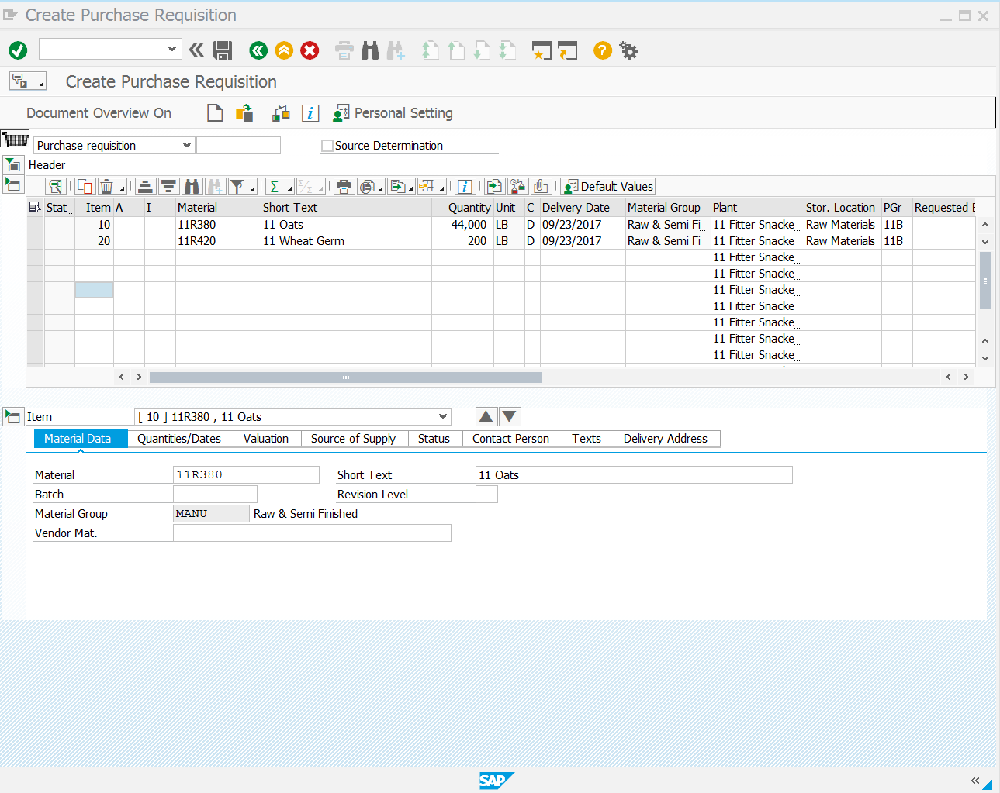 Create Purchase Requisition
Create Purchase Requisition
Document Overview On Personal Setting
Purchase requisition Source Determination
Header
Default Values
Stat... Item A I Material Short Text Quantity Unit C Delivery Date Material Group Plant Stor. Location PGr Requested
10 11R380 11 Oats 44,000 LB D 09/23/2017 Raw & Semi Fi... 11 Fitter Snacke... Raw Materials 11B
20 11R420 11 Wheat Germ 200 LB D 09/23/2017 Raw & Semi Fi... 11 Fitter Snacke... Raw Materials 11B
11 Fitter Snacke...
11 Fitter Snacke...
11 Fitter Snacke...
11 Fitter Snacke...
11 Fitter Snacke...
11 Fitter Snacke...
11 Fitter Snacke...
Item [ 10 ] 11R380 , 11 Oats
Material Data Quantities/Dates Valuation Source of Supply Status Contact Person Texts Delivery Address
Material 11R380 Short Text 11 Oats
Batch Revision Level
Material Group MANU Raw & Semi Finished
Vendor Mat.
SAP